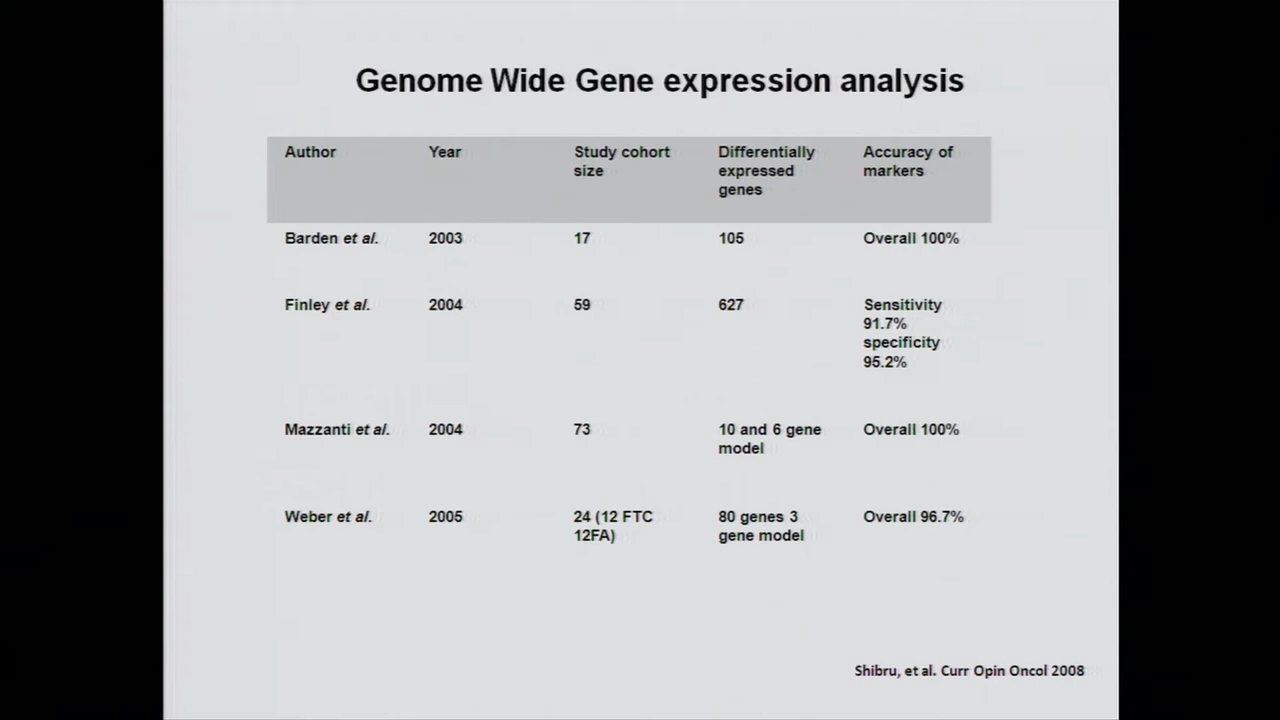 Genome Wide Gene expression analysis
Author Year Study cohort size Differentially expressed genes Accuracy of markers
Barden et al. 2003 17 105 Overall 100%
Finley et al. 2004 59 627 Sensitivity 91.7% specificity 95.2%
Mazzanti et al. 2004 73 10 and 6 gene model Overall 100%
Weber et al. 2005 24 (12 FTC 12FA) 80 genes 3 gene model Overall 96.7%
Shibru, et al. Curr Opin Oncol 2008